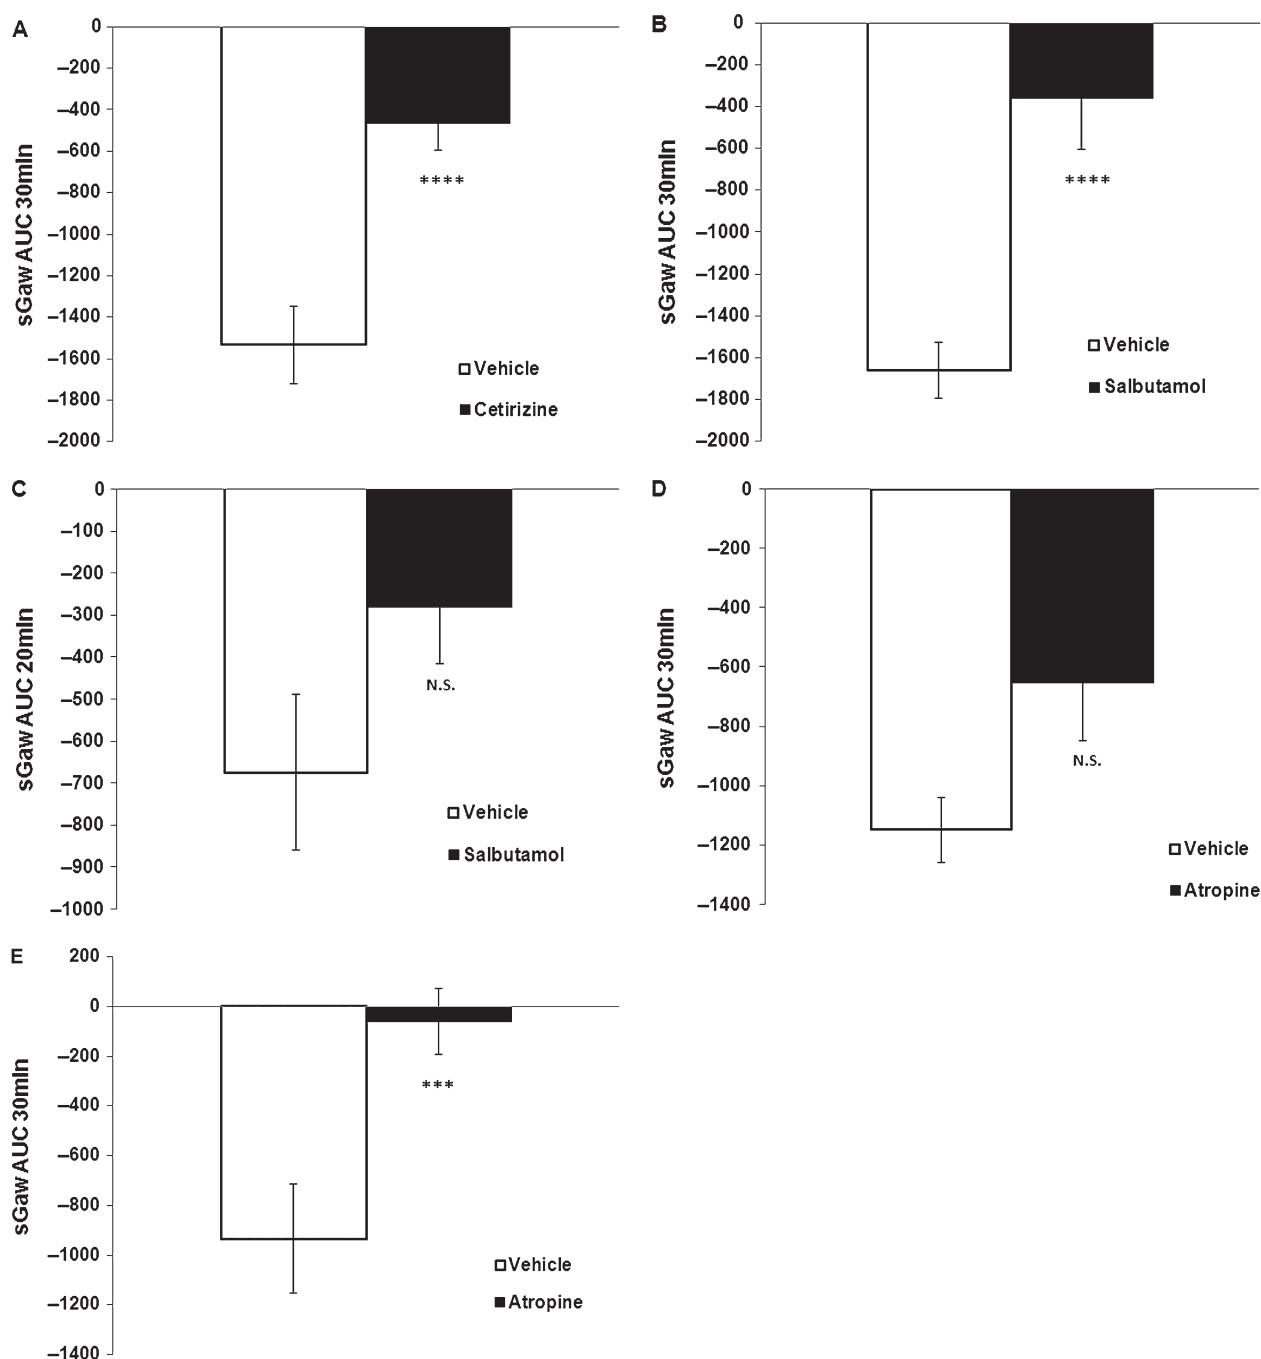 A
sGaw AUC 30mIn
0
–200
–400
–600
–800
–1000
–1200
–1400
–1600
–1800
–2000
****
Vehicle
Cetirizine
B
sGaw AUC 30mIn
0
–200
–400
–600
–800
–1000
–1200
–1400
–1600
–1800
–2000
****
Vehicle
Salbutamol
C
sGaw AUC 20mIn
0
–100
–200
–300
–400
–500
–600
–700
–800
–900
–1000
N.S.
Vehicle
Salbutamol
D
sGaw AUC 30mIn
0
–200
–400
–600
–800
–1000
–1200
–1400
N.S.
Vehicle
Atropine
E
sGaw AUC 30mIn
200
0
–200
–400
–600
–800
–1000
–1200
–1400
***
Vehicle
Atropine